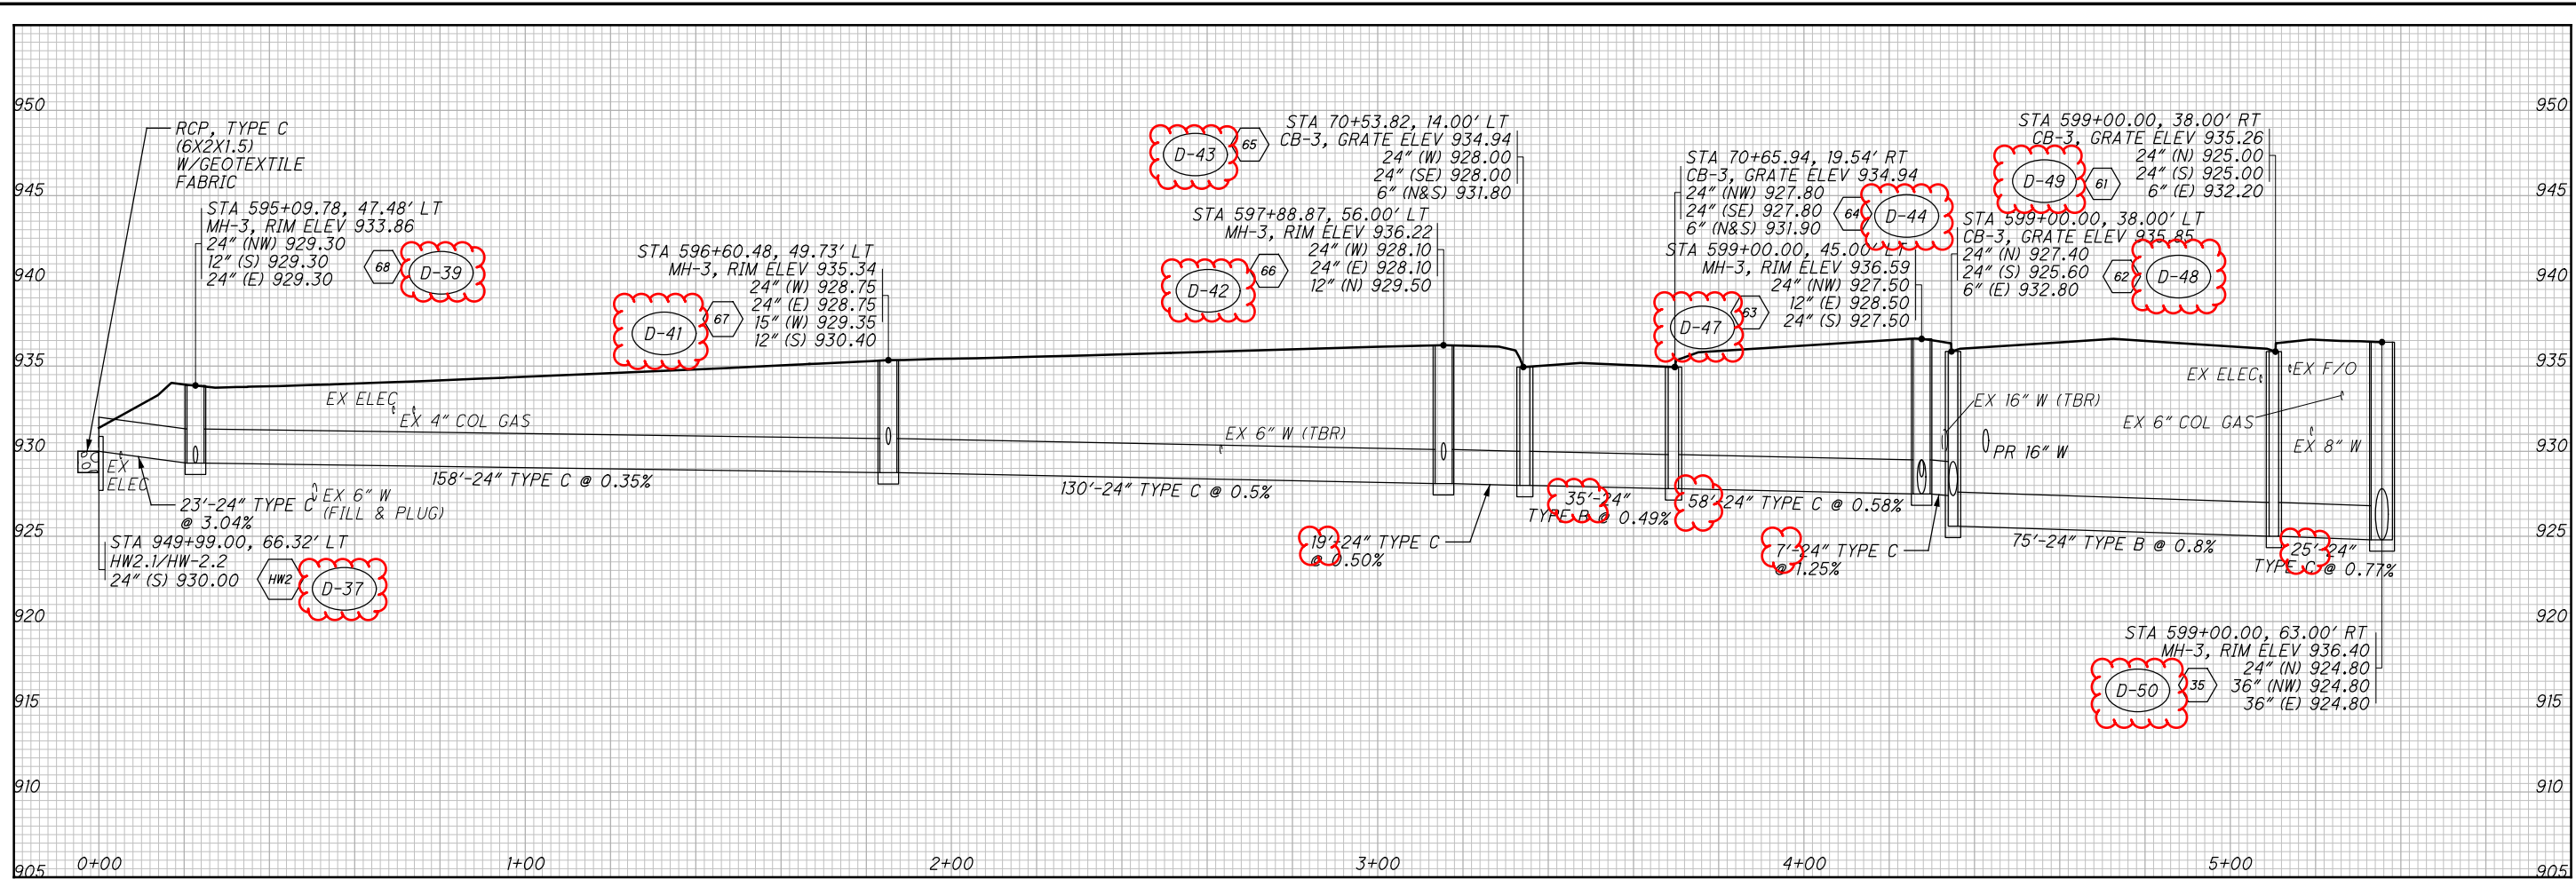 950
950
RCP, TYPE C
(6X2X1.5)
W/GEOTEXTILE
FABRIC
STA 595+09.78, 47.48' LT
MH-3, RIM ELEV 933.86
24" (NW) 929.30
12" (S) 929.30
24" (E) 929.30
68
D-39
STA 596+60.48, 49.73' LT
MH-3, RIM ELEV 935.34
24" (W) 928.75
24" (E) 928.75
15" (W) 929.35
12" (S) 930.40
D-41
67
STA 70+53.82, 14.00' LT
CB-3, GRATE ELEV 934.94
24" (W) 928.00
24" (SE) 928.00
6" (N&S) 931.80
D-43
65
STA 597+88.87, 56.00' LT
MH-3, RIM ELEV 936.22
24" (W) 928.10
24" (E) 928.10
12" (N) 929.50
D-42
66
STA 70+65.94, 19.54' RT
CB-3, GRATE ELEV 934.94
24" (NW) 927.80
24" (SE) 927.80
6" (N&S) 931.90
64
D-44
STA 599+00.00, 45.00' LT
MH-3, RIM ELEV 936.59
24" (NW) 927.50
12" (E) 928.50
24" (S) 927.50
D-47
63
STA 599+00.00, 38.00' RT
CB-3, GRATE ELEV 935.26
24" (N) 925.00
24" (S) 925.00
6" (E) 932.20
D-49
61
STA 599+00.00, 38.00' LT
CB-3, GRATE ELEV 935.85
24" (N) 927.40
24" (S) 925.60
6" (E) 932.80
62
D-48
945
945
940
940
935
935
EX ELEC
EX 4" COL GAS
EX 6" W (TBR)
EX 16" W (TBR)
PR 16" W
EX ELEC
EX F/O
EX 6" COL GAS
EX 8" W
930
930
EX
ELEC
23'-24" TYPE C
@ 3.04%
EX 6" W
(FILL & PLUG)
158'-24" TYPE C @ 0.35%
130'-24" TYPE C @ 0.5%
19'-24" TYPE C
@ 0.50%
35'-24"
TYPE B @ 0.49%
58'-24" TYPE C @ 0.58%
7'-24" TYPE C
@ 1.25%
75'-24" TYPE B @ 0.8%
25'-24"
TYPE C @ 0.77%
925
925
STA 949+99.00, 66.32' LT
HW2.1/HW-2.2
24" (S) 930.00
HW2
D-37
920
920
STA 599+00.00, 63.00' RT
MH-3, RIM ELEV 936.40
24" (N) 924.80
36" (NW) 924.80
36" (E) 924.80
D-50
35
915
915
910
910
905
0+00
1+00
2+00
3+00
4+00
5+00
905